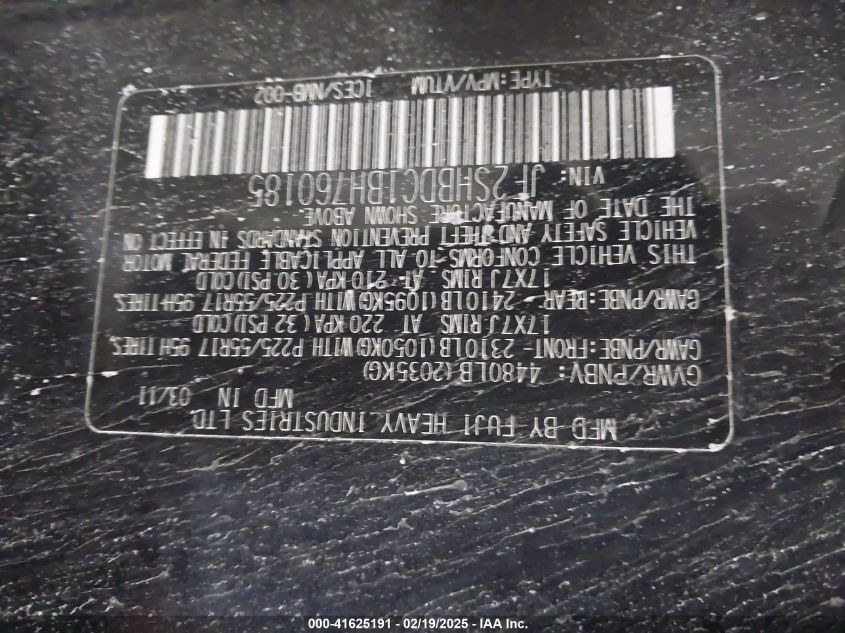 MFD BY FUJI HEAVY INDUSTRIES LTD.
MFD IN 03/11
GVWR/PNBV: 4480LB(2035KG)
GAWR/PNBE:FRONT-2310LB(1050KG)WITH P225/55R17 95H TIRES
17X7J RIMS AT 220 KPA(32 PSI)COLD
GAWR/PNBE:REAR- 2410LB(1095KG)WITH P225/55R17 95H TIRES
17X7J RIMS AT 210 KPA(30 PSI)COLD
THIS VEHICLE CONFORMS TO ALL APPLICABLE FEDERAL MOTOR
VEHICLE SAFETY AND THEFT PREVENTION STANDARDS IN EFFECT ON
THE DATE OF MANUFACTURE SHOWN ABOVE
VIN: JF2SHBDC1BH760185
TYPE:MPV/VTUM 1CES/NMG-002
000-41625191 - 02/19/2025 - IAA Inc.